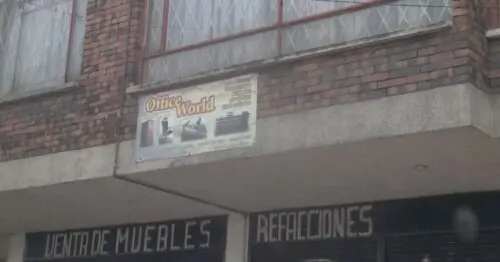 Office World
VENTA DE MUEBLES
REFACCIONES